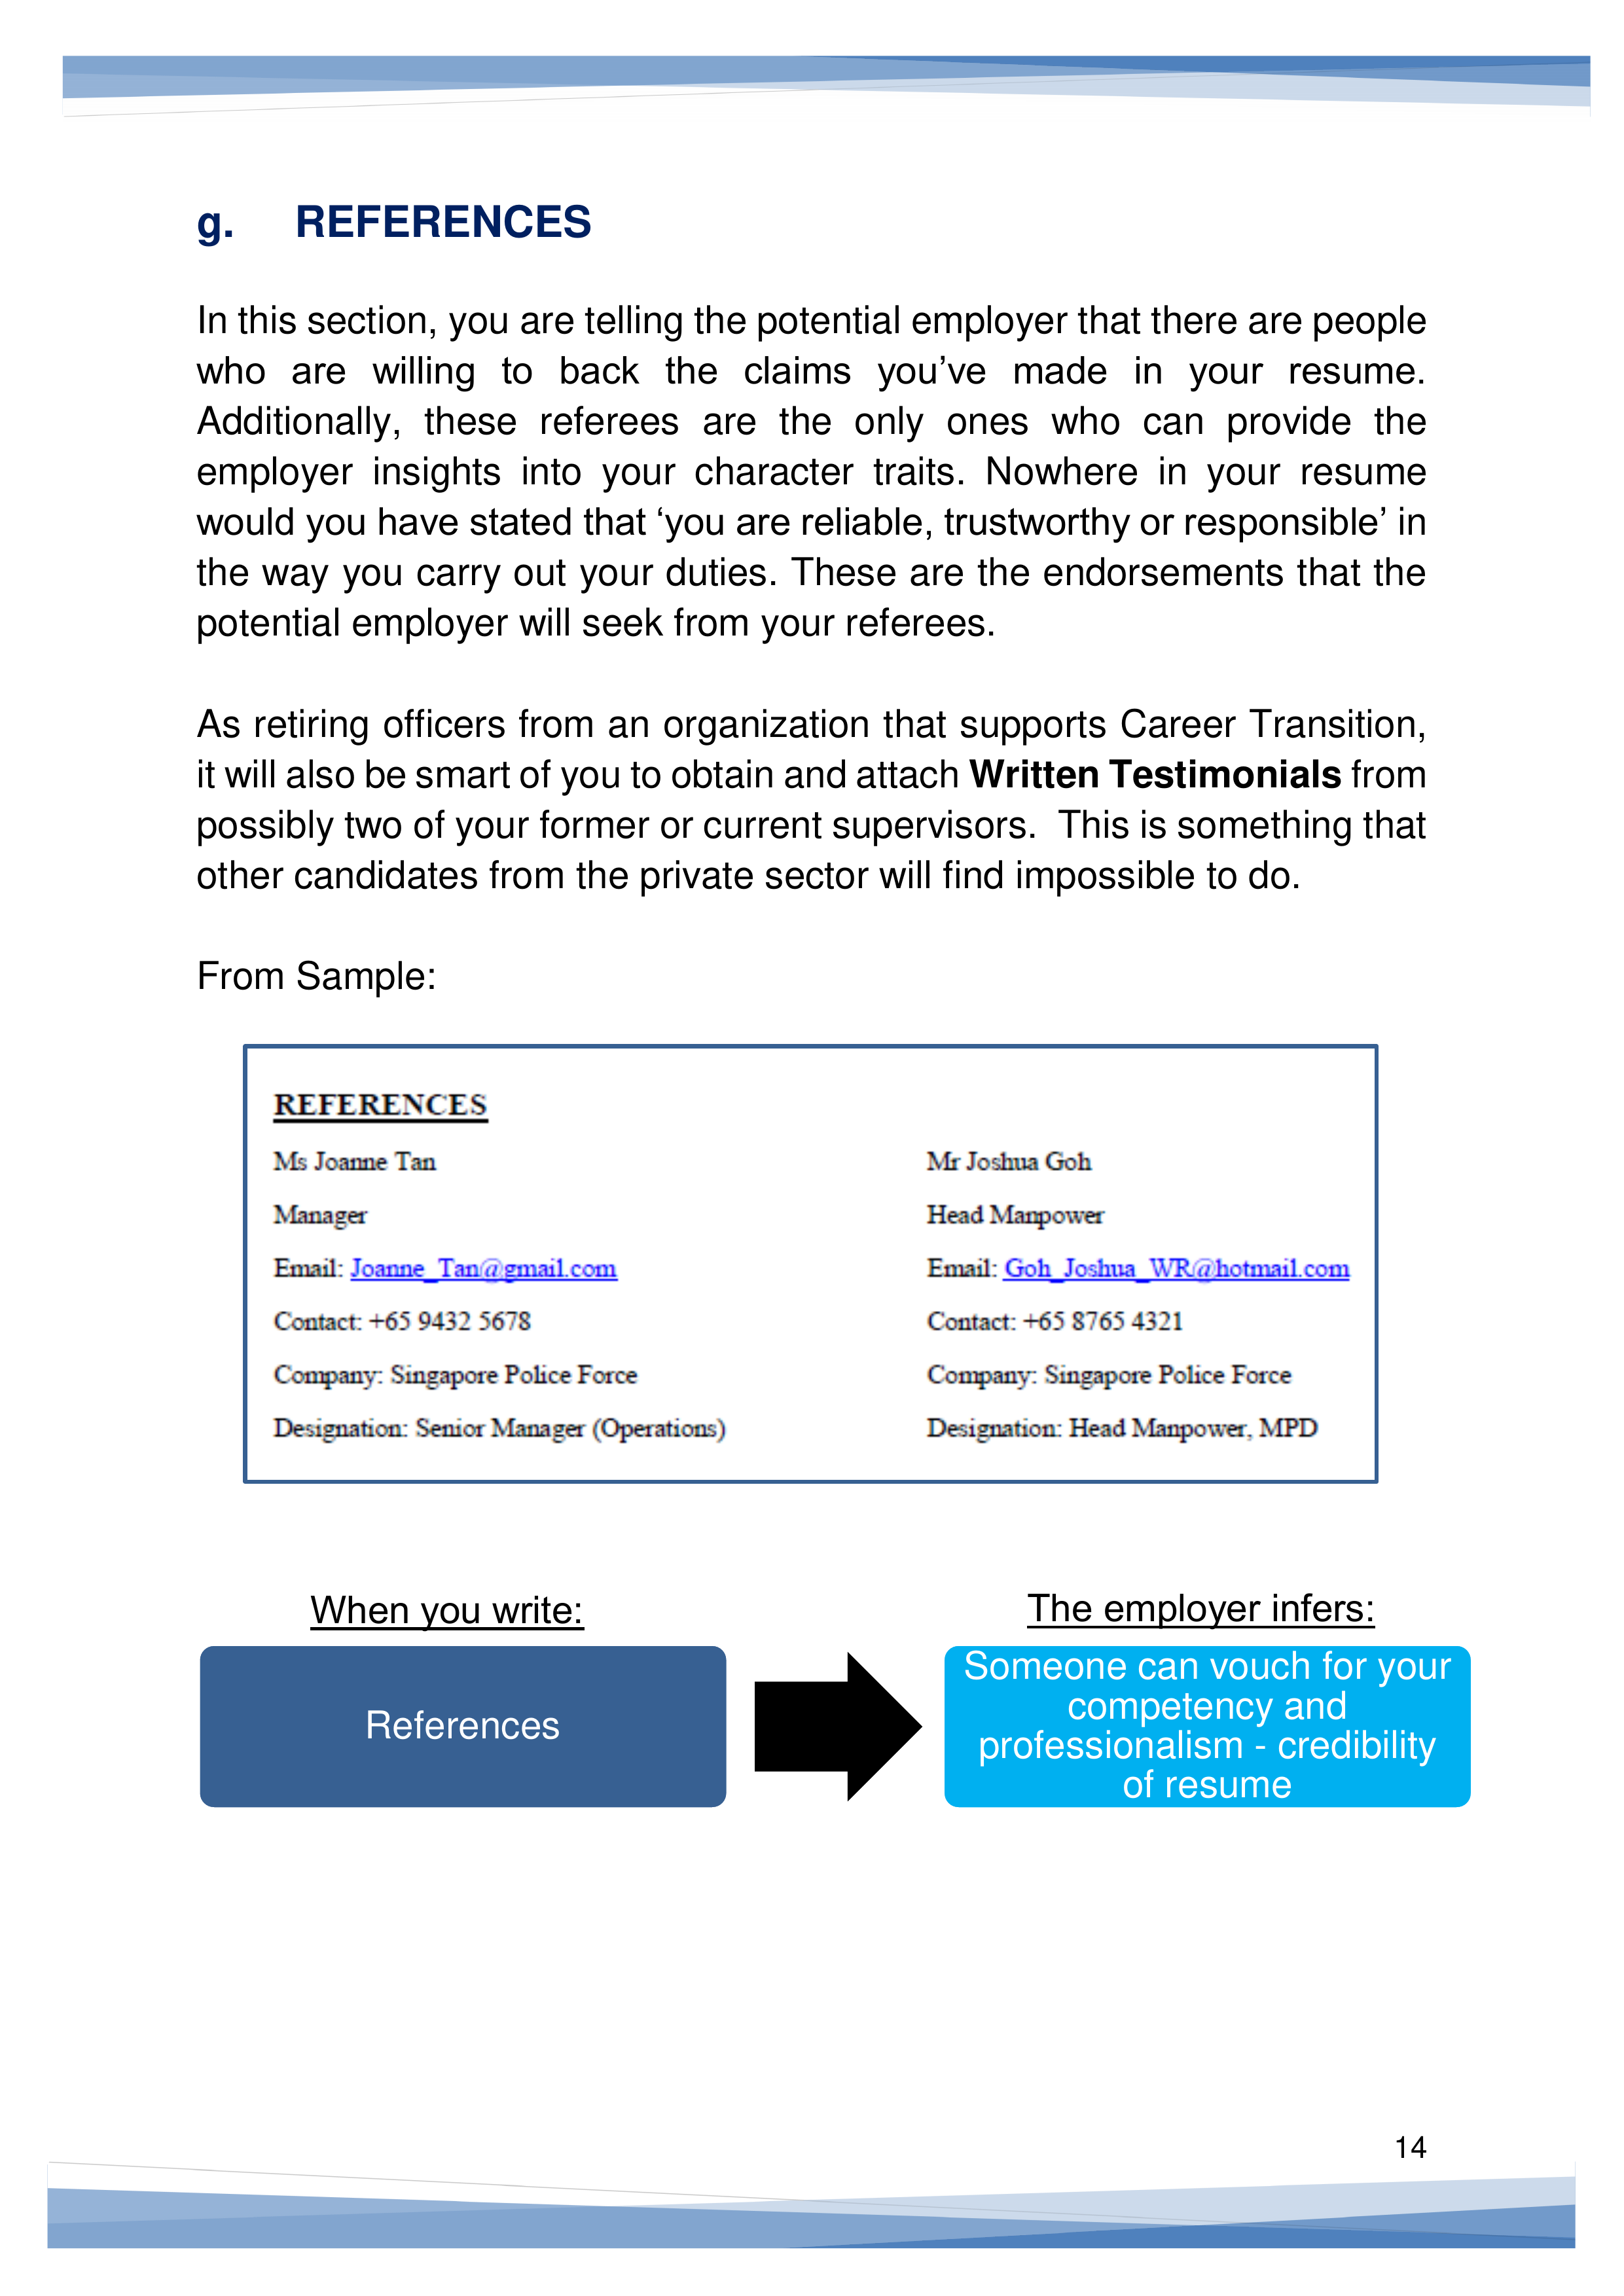 g. REFERENCES
In this section, you are telling the potential employer that there are people
who are willing to back the claims you’ve made in your resume.
Additionally, these referees are the only ones who can provide the
employer insights into your character traits. Nowhere in your resume
would you have stated that ‘you are reliable, trustworthy or responsible’ in
the way you carry out your duties. These are the endorsements that the
potential employer will seek from your referees.
As retiring officers from an organization that supports Career Transition,
it will also be smart of you to obtain and attach Written Testimonials from
possibly two of your former or current supervisors.  This is something that
other candidates from the private sector will find impossible to do.
From Sample:
REFERENCES
Ms Joanne Tan
Manager
Email: Joanne_Tan@gmail.com
Contact: +65 9432 5678
Company: Singapore Police Force
Designation: Senior Manager (Operations)
Mr Joshua Goh
Head Manpower
Email: Goh_Joshua_WR@hotmail.com
Contact: +65 8765 4321
Company: Singapore Police Force
Designation: Head Manpower, MPD
When you write:
References
The employer infers:
Someone can vouch for your
competency and
professionalism - credibility
of resume
14